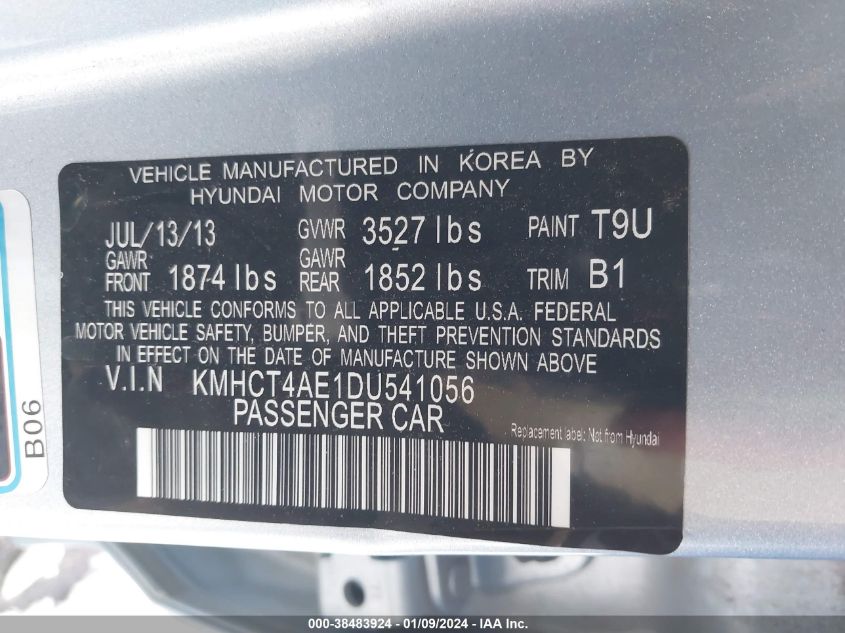 VEHICLE MANUFACTURED IN KOREA BY
HYUNDAI MOTOR COMPANY
JUL/13/13 GVWR 3527 lbs PAINT T9U
GAWR FRONT 1874 lbs GAWR REAR 1852 lbs TRIM B1
THIS VEHICLE CONFORMS TO ALL APPLICABLE U.S.A. FEDERAL
MOTOR VEHICLE SAFETY, BUMPER, AND THEFT PREVENTION STANDARDS
IN EFFECT ON THE DATE OF MANUFACTURE SHOWN ABOVE
V.I.N KMHCT4AE1DU541056
PASSENGER CAR
Replacement label: Not from Hyundai
B06
000-38483924 - 01/09/2024 - IAA Inc.